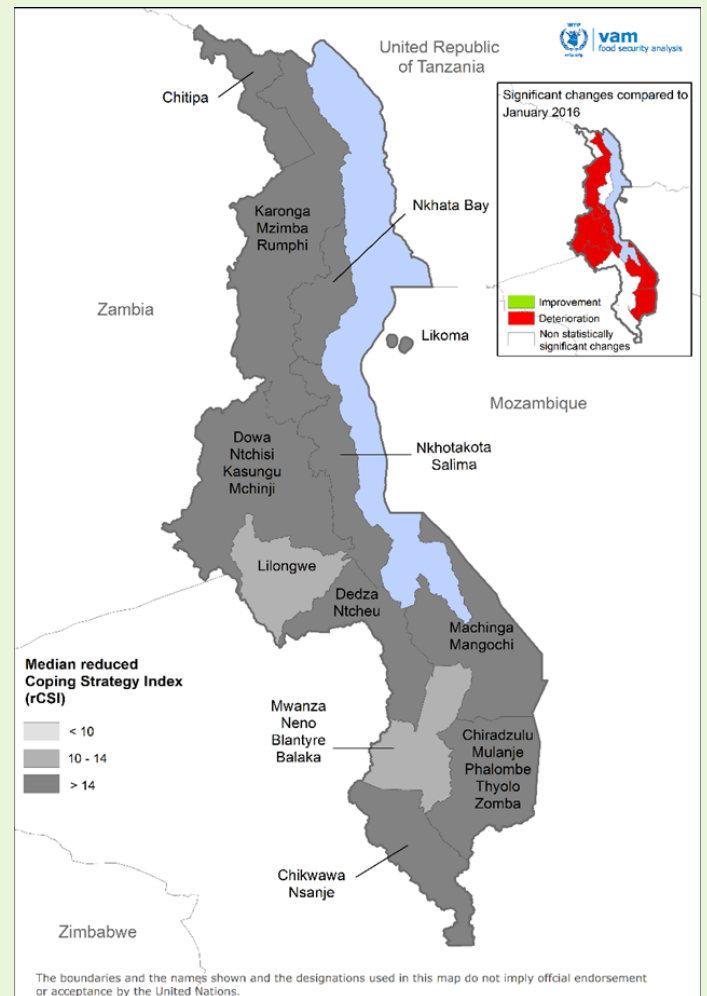 United Republic
of Tanzania
WFP
wfp.org
vam
food security analysis
Significant changes compared to
January 2016
Improvement
Deterioration
Non statistically
significant changes
Chitipa
Karonga
Mzimba
Rumphi
Nkhata Bay
Zambia
Likoma
Mozambique
Dowa
Ntchisi
Kasungu
Mchinji
Nkhotakota
Salima
Lilongwe
Dedza
Ntcheu
Machinga
Mangochi
Median reduced
Coping Strategy Index
(rCSI)
< 10
10 - 14
> 14
Mwanza
Neno
Blantyre
Balaka
Chiradzulu
Mulanje
Phalombe
Thyolo
Zomba
Chikwawa
Nsanje
Zimbabwe
The boundaries and the names shown and the designations used in this map do not imply offcial endorsement
or acceptance by the United Nations.